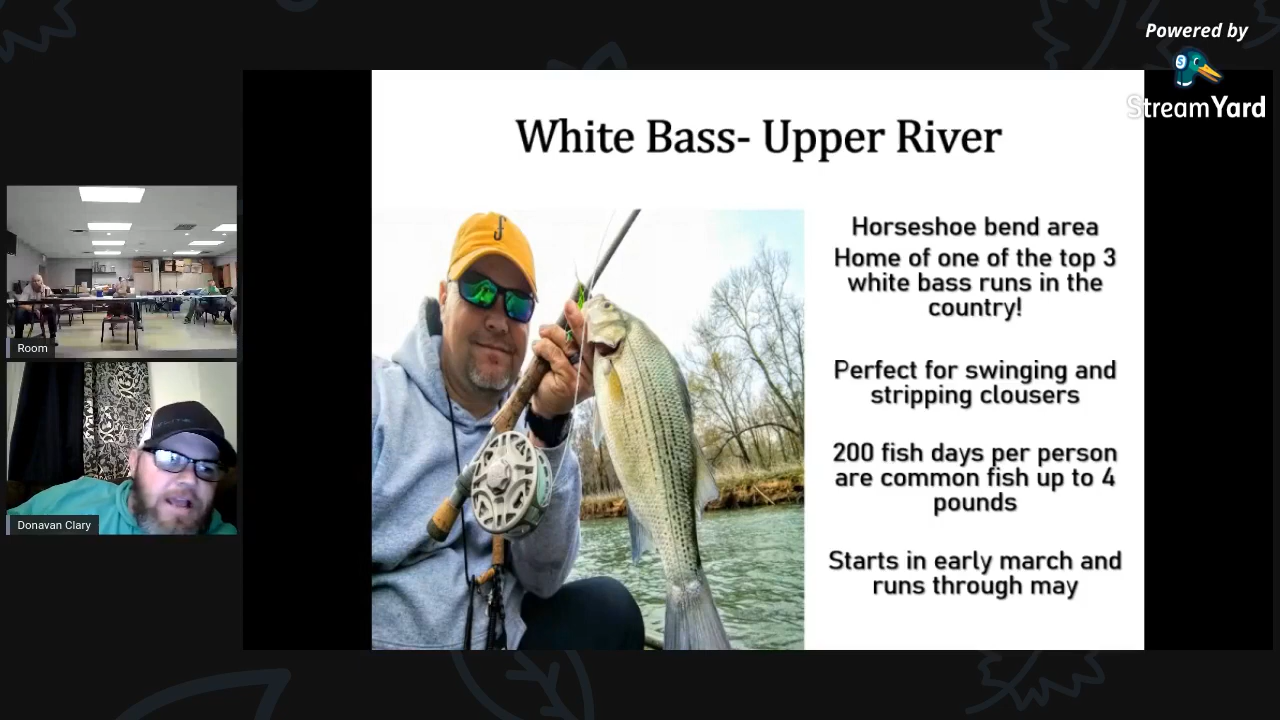 Powered by
StreamYard
White Bass- Upper River
Horseshoe bend area
Home of one of the top 3
white bass runs in the
country!
Perfect for swinging and
stripping clousers
200 fish days per person
are common fish up to 4
pounds
Starts in early march and
runs through may
Room
Donavan Clary